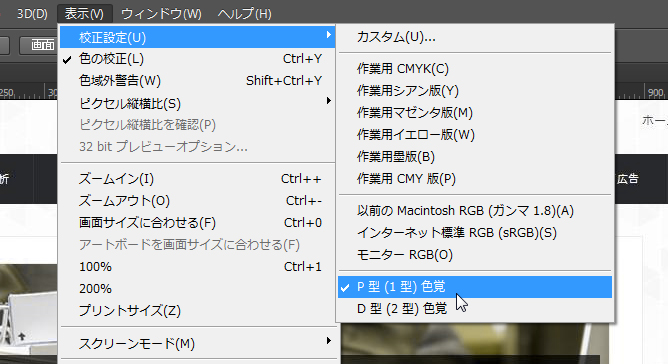 3D(D) 表示(V) ウィンドウ(W) ヘルプ(H)
画面
250 300 900
ホーム
析
広告
校正設定(U)
色の校正(L) Ctrl+Y
色域外警告(W) Shift+Ctrl+Y
ピクセル縦横比(S)
ピクセル縦横比を確認(P)
32 bit プレビューオプション...
ズームイン(I) Ctrl++
ズームアウト(O) Ctrl+-
画面サイズに合わせる(F) Ctrl+0
アートボードを画面サイズに合わせる(F)
100% Ctrl+1
200%
プリントサイズ(Z)
スクリーンモード(M)
カスタム(U)...
作業用 CMYK(C)
作業用シアン版(Y)
作業用マゼンタ版(M)
作業用イエロー版(W)
作業用墨版(B)
作業用 CMY 版(P)
以前の Macintosh RGB (ガンマ 1.8)(A)
インターネット標準 RGB (sRGB)(S)
モニター RGB(O)
P 型 (1 型) 色覚
D 型 (2 型) 色覚